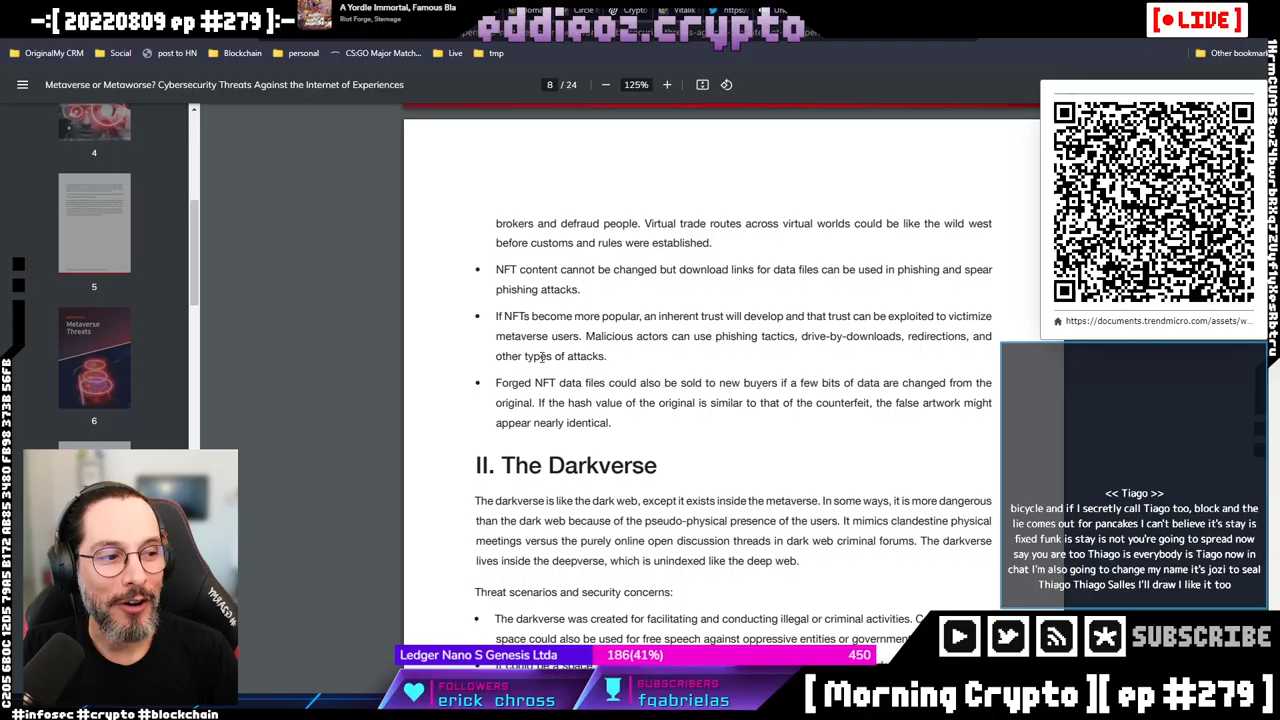 -:[ 20220809 ep #279 ]:-
A Yordle Immortal, Famous Bla
Riot Forge, Stemage
eddieoz.crypto
[ LIVE ]
OriginalMy CRM
Social
post to HN
Blockchain
personal
CS:GO Major Match...
Live
tmp
Other bookmar
Metaverse or Metaworse? Cybersecurity Threats Against the Internet of Experiences
8 / 24
125%
4
5
Metaverse
Threats
6
brokers and defraud people. Virtual trade routes across virtual worlds could be like the wild west
before customs and rules were established.
• NFT content cannot be changed but download links for data files can be used in phishing and spear
phishing attacks.
• If NFTs become more popular, an inherent trust will develop and that trust can be exploited to victimize
metaverse users. Malicious actors can use phishing tactics, drive-by-downloads, redirections, and
other types of attacks.
• Forged NFT data files could also be sold to new buyers if a few bits of data are changed from the
original. If the hash value of the original is similar to that of the counterfeit, the false artwork might
appear nearly identical.
II. The Darkverse
The darkverse is like the dark web, except it exists inside the metaverse. In some ways, it is more dangerous
than the dark web because of the pseudo-physical presence of the users. It mimics clandestine physical
meetings versus the purely online open discussion threads in dark web criminal forums. The darkverse
lives inside the deepverse, which is unindexed like the deep web.
Threat scenarios and security concerns:
• The darkverse was created for facilitating and conducting illegal or criminal activities.
space could also be used for free speech against oppressive entities or governmen
It could be a space
https://documents.trendmicro.com/assets/w...
<< Tiago >>
bicycle and if I secretly call Tiago too, block and the
lie comes out for pancakes I can't believe it's stay is
fixed funk is stay is not you're going to spread now
say you are too Thiago is everybody is Tiago now in
chat I'm also going to change my name it's jozi to seal
Thiago Thiago Salles I'll draw I like it too
SUBSCRIBE
Ledger Nano S Genesis Ltda
186(41%)
450
FOLLOWERS
erick_chross
SUBSCRIBERS
fgabrielas
[ Morning Crypto ][ ep #279 ]
#infosec #crypto #blockchain